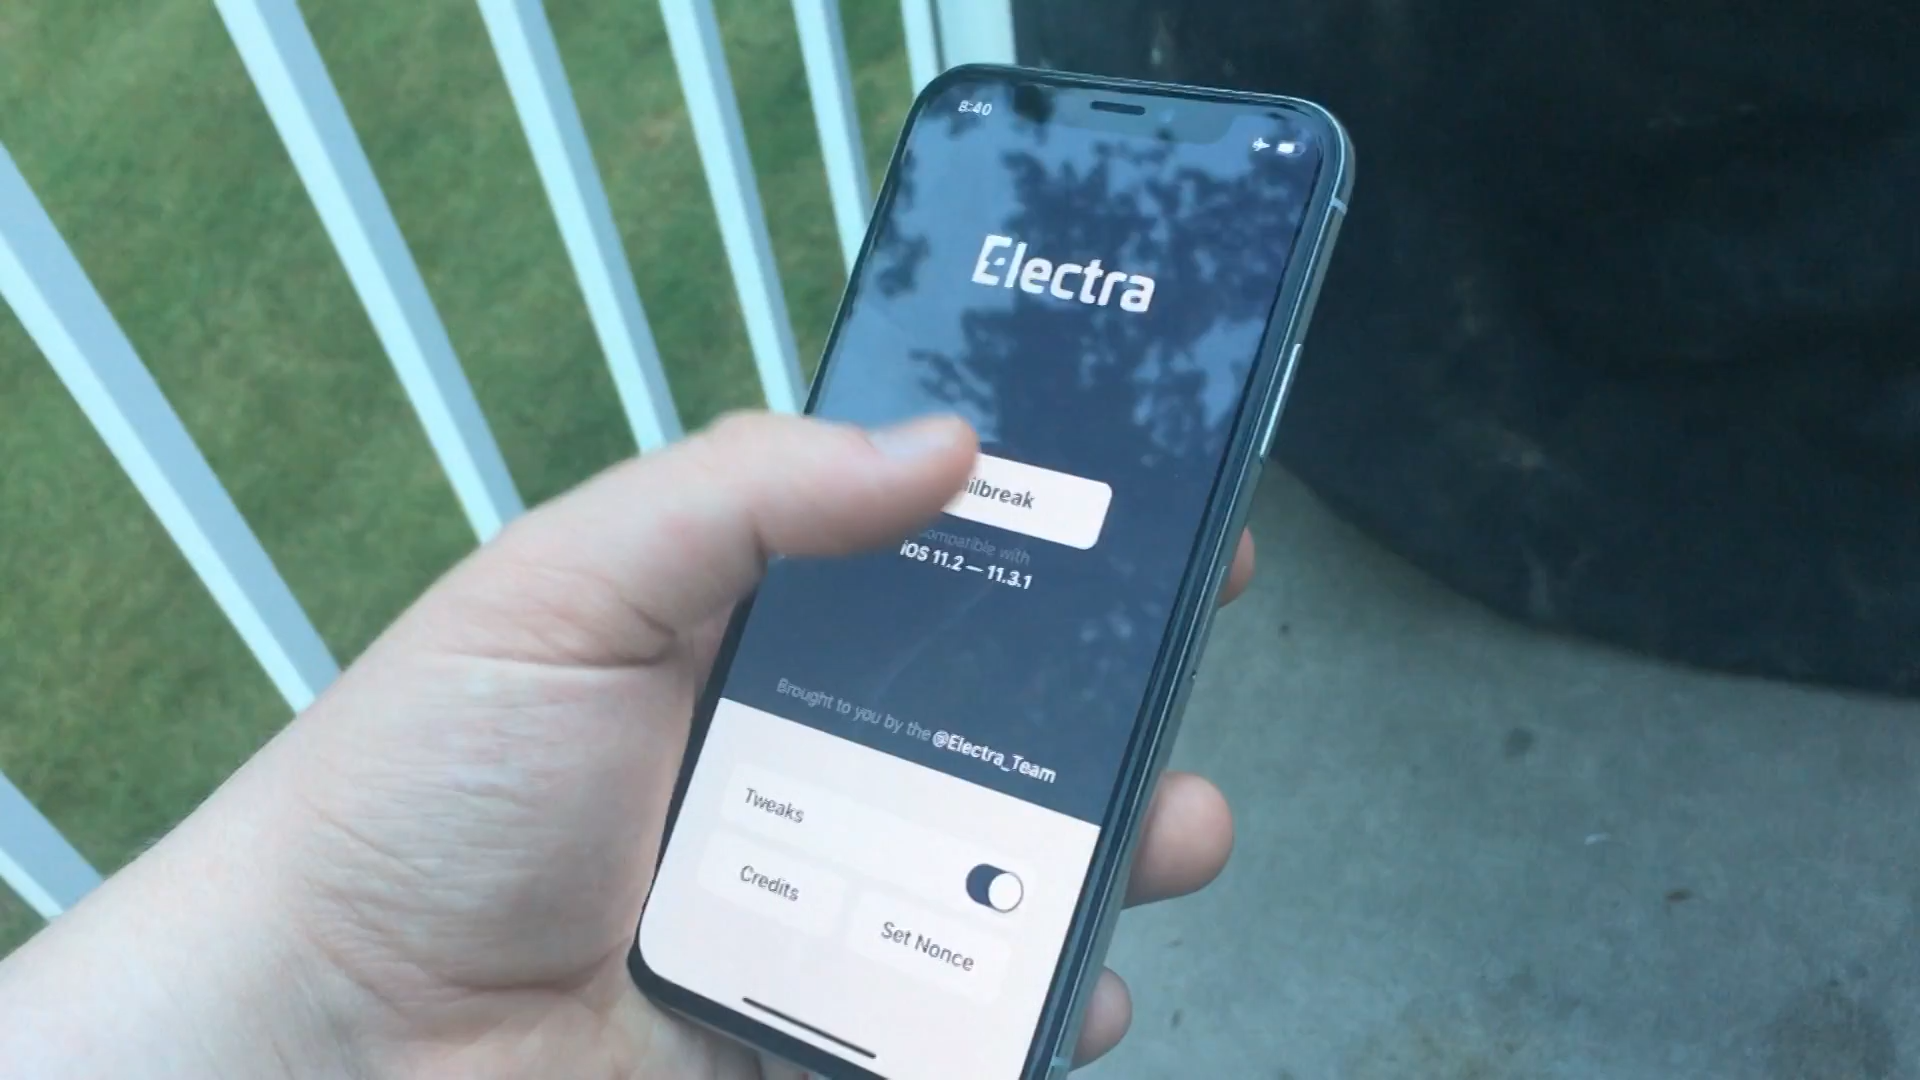 8:40
Electra
ilbreak
compatible with
iOS 11.2 — 11.3.1
Brought to you by the @Electra_Team
Tweaks
Credits
Set Nonce